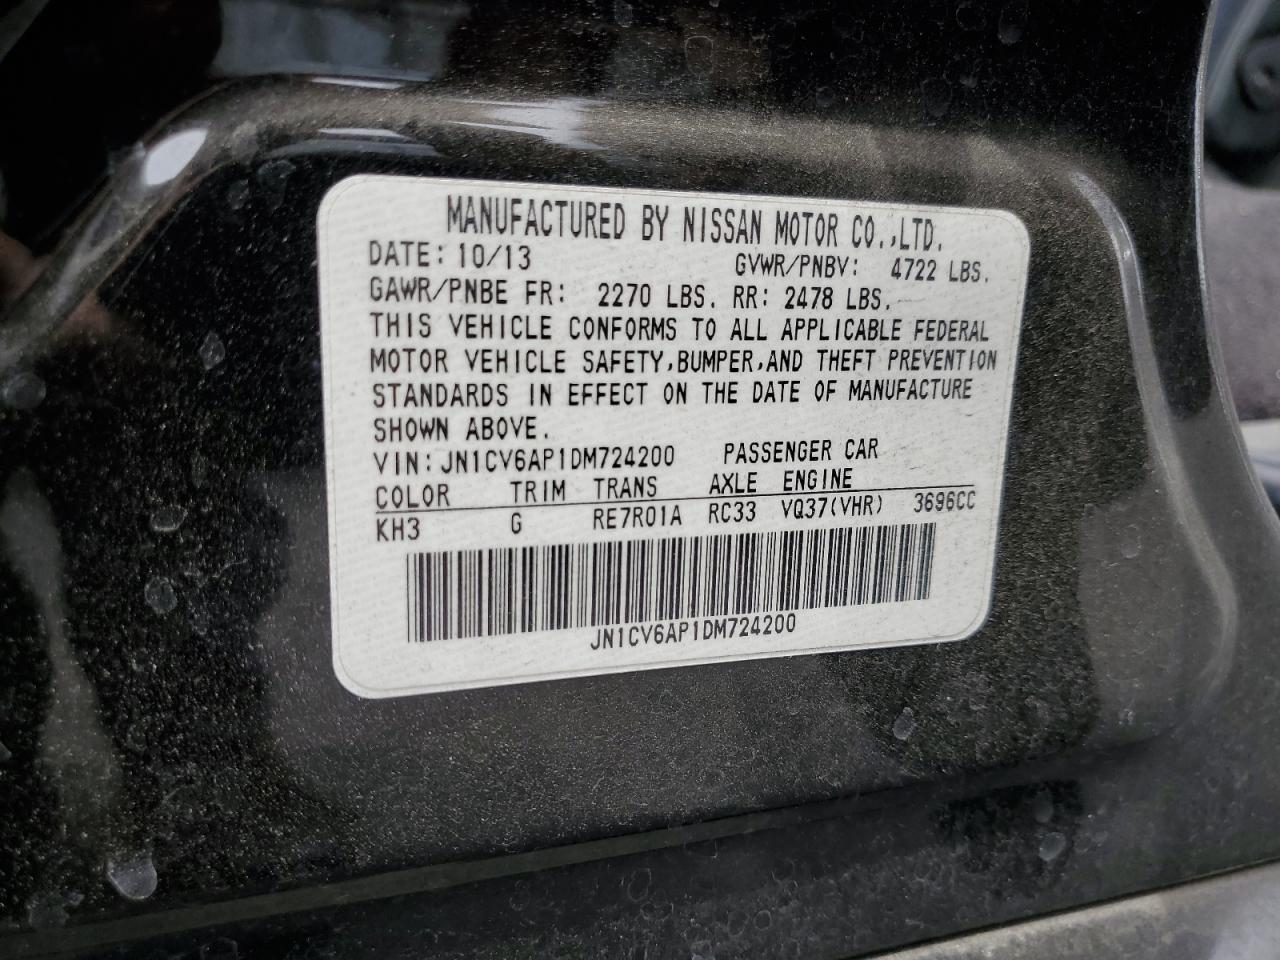 MANUFACTURED BY NISSAN MOTOR CO.,LTD.
DATE: 10/13 GVWR/PNBV: 4722 LBS.
GAWR/PNBE FR: 2270 LBS. RR: 2478 LBS.
THIS VEHICLE CONFORMS TO ALL APPLICABLE FEDERAL
MOTOR VEHICLE SAFETY,BUMPER,AND THEFT PREVENTION
STANDARDS IN EFFECT ON THE DATE OF MANUFACTURE
SHOWN ABOVE.
VIN: JN1CV6AP1DM724200 PASSENGER CAR
COLOR TRIM TRANS AXLE ENGINE
KH3 G RE7R01A RC33 VQ37(VHR) 3696CC
JN1CV6AP1DM724200